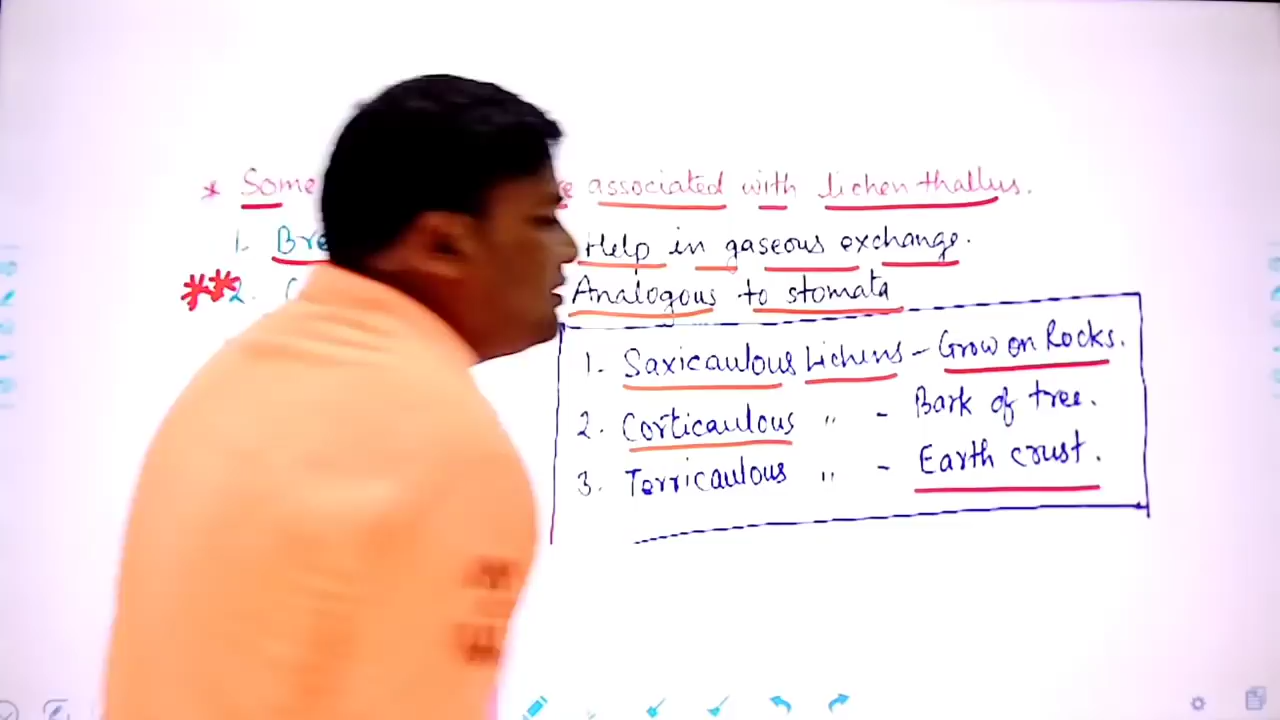 * Some associated with lichen thallus.
1. Help in gaseous exchange.
**2. Analogous to stomata
1. Saxicaulous Lichens - Grow on Rocks.
2. Corticaulous " - Bark of tree.
3. Terricaulous " - Earth crust.